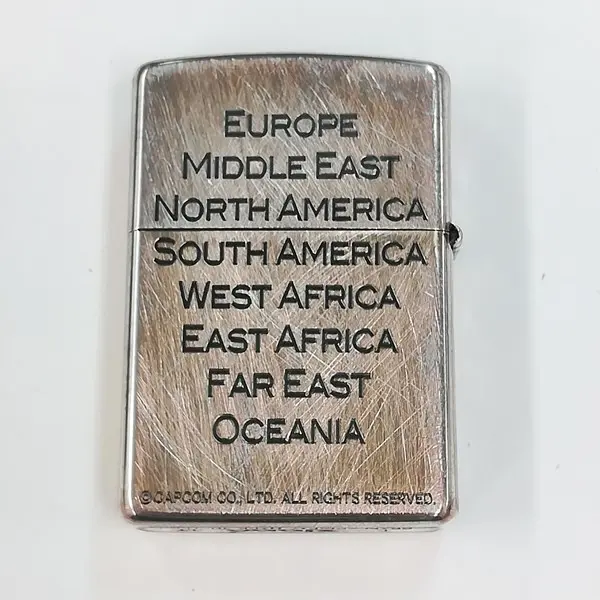 EUROPE
MIDDLE EAST
NORTH AMERICA
SOUTH AMERICA
WEST AFRICA
EAST AFRICA
FAR EAST
OCEANIA
©CAPCOM CO., LTD. ALL RIGHTS RESERVED.